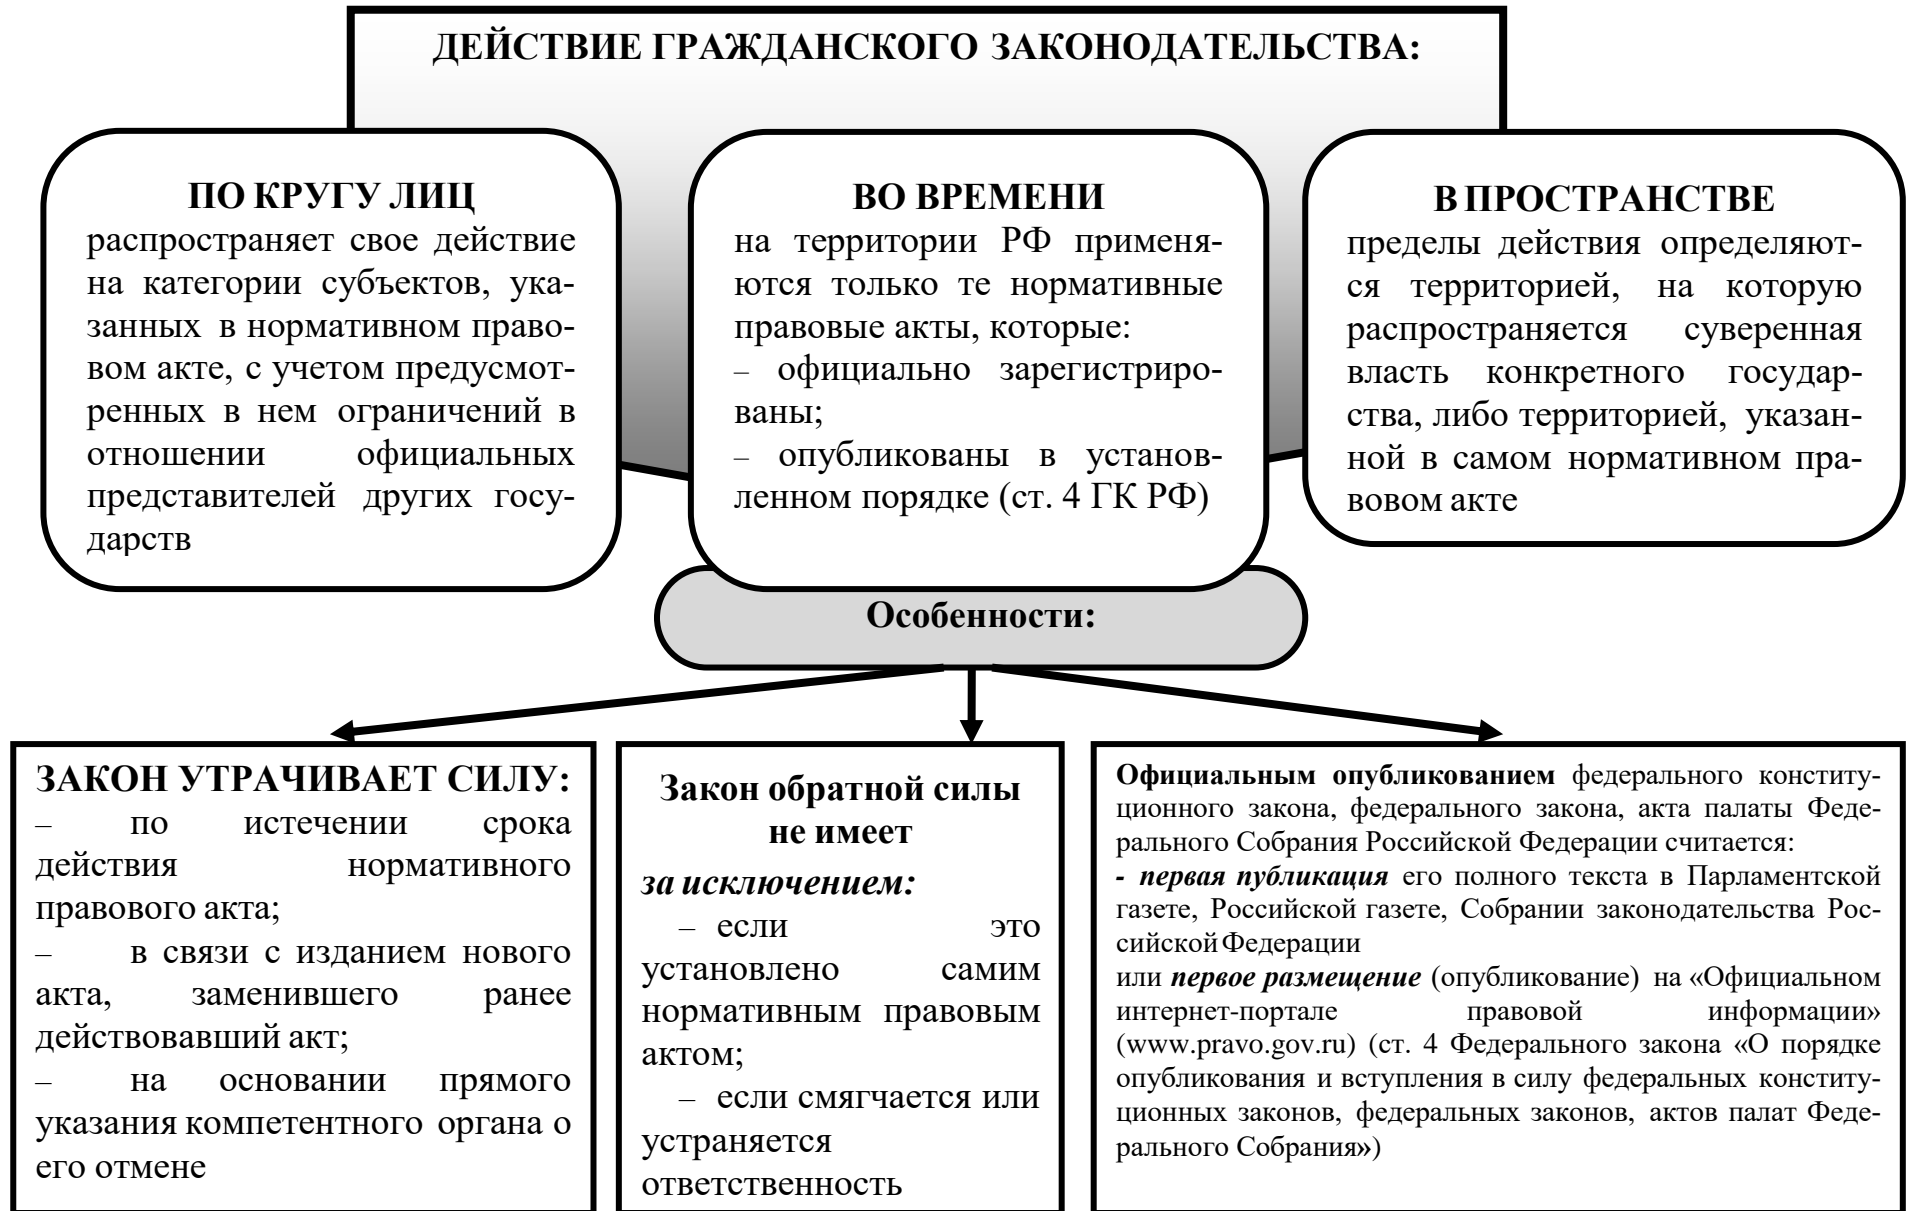 ДЕЙСТВИЕ ГРАЖДАНСКОГО ЗАКОНОДАТЕЛЬСТВА:
ПО КРУГУ ЛИЦ
распространяет свое действие
на категории субъектов, ука-
занных в нормативном право-
вом акте, с учетом предусмот-
ренных в нем ограничений в
отношении официальных
представителей других госу-
дарств
ВО ВРЕМЕНИ
на территории РФ применя-
ются только те нормативные
правовые акты, которые:
– официально зарегистриро-
ваны;
– опубликованы в установ-
ленном порядке (ст. 4 ГК РФ)
В ПРОСТРАНСТВЕ
пределы действия определяют-
ся территорией, на которую
распространяется суверенная
власть конкретного государ-
ства, либо территорией, указан-
ной в самом нормативном пра-
вовом акте
Особенности:
ЗАКОН УТРАЧИВАЕТ СИЛУ:
– по истечении срока
действия нормативного
правового акта;
– в связи с изданием нового
акта, заменившего ранее
действовавший акт;
– на основании прямого
указания компетентного органа о
его отмене
Закон обратной силы
не имеет
за исключением:
– если это
установлено самим
нормативным правовым
актом;
– если смягчается или
устраняется
ответственность
Официальным опубликованием федерального конститу-
ционного закона, федерального закона, акта палаты Феде-
рального Собрания Российской Федерации считается:
- первая публикация его полного текста в Парламентской
газете, Российской газете, Собрании законодательства Рос-
сийской Федерации
или первое размещение (опубликование) на «Официальном
интернет-портале правовой информации»
(www.pravo.gov.ru) (ст. 4 Федерального закона «О порядке
опубликования и вступления в силу федеральных конститу-
ционных законов, федеральных законов, актов палат Феде-
рального Собрания»)